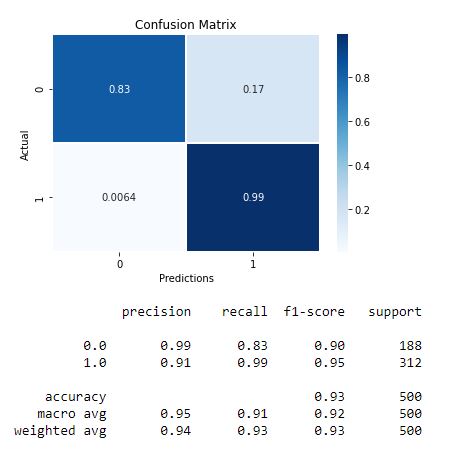 Confusion Matrix
0.83 0.17
0.0064 0.99
0
1
Actual
0 1
Predictions
0.8
0.6
0.4
0.2
precision recall f1-score support
0.0 0.99 0.83 0.90 188
1.0 0.91 0.99 0.95 312
accuracy 0.93 500
macro avg 0.95 0.91 0.92 500
weighted avg 0.94 0.93 0.93 500